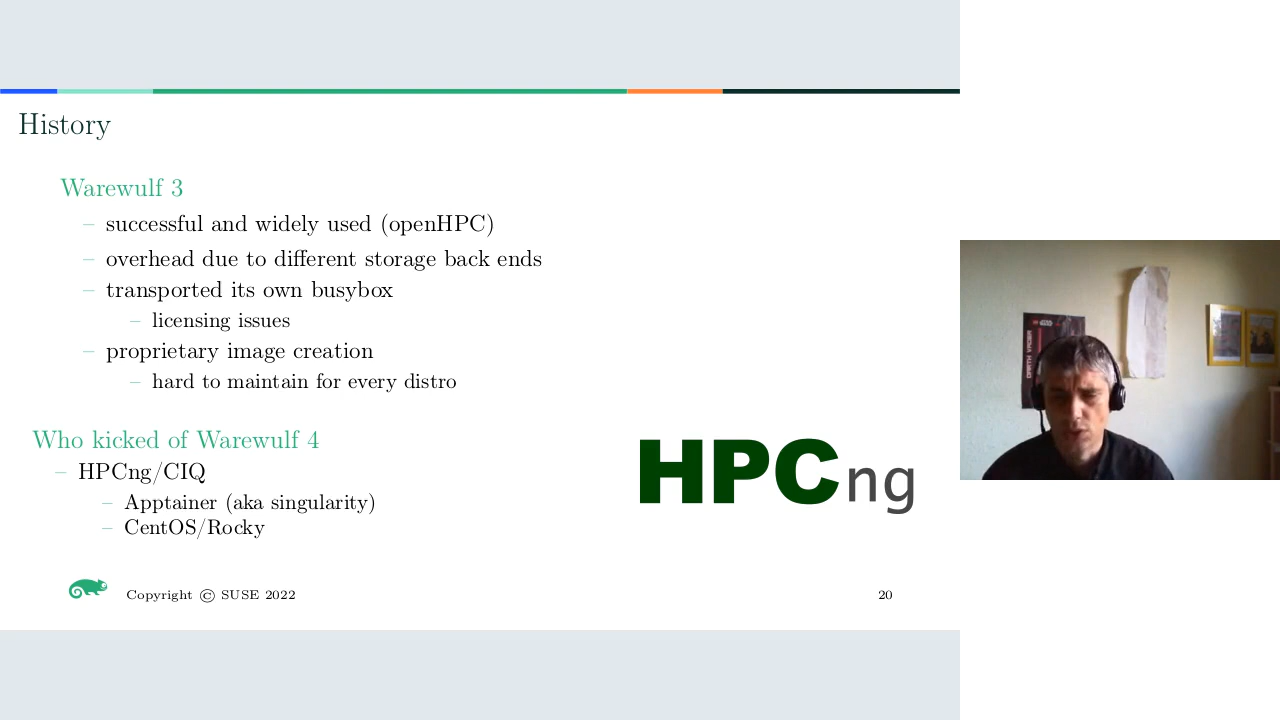 History
Warewulf 3
– successful and widely used (openHPC)
– overhead due to different storage back ends
– transported its own busybox
– licensing issues
– proprietary image creation
– hard to maintain for every distro
Who kicked of Warewulf 4
– HPCng/CIQ
– Apptainer (aka singularity)
– CentOS/Rocky
HPCng
Copyright © SUSE 2022
20
DARTH VADER